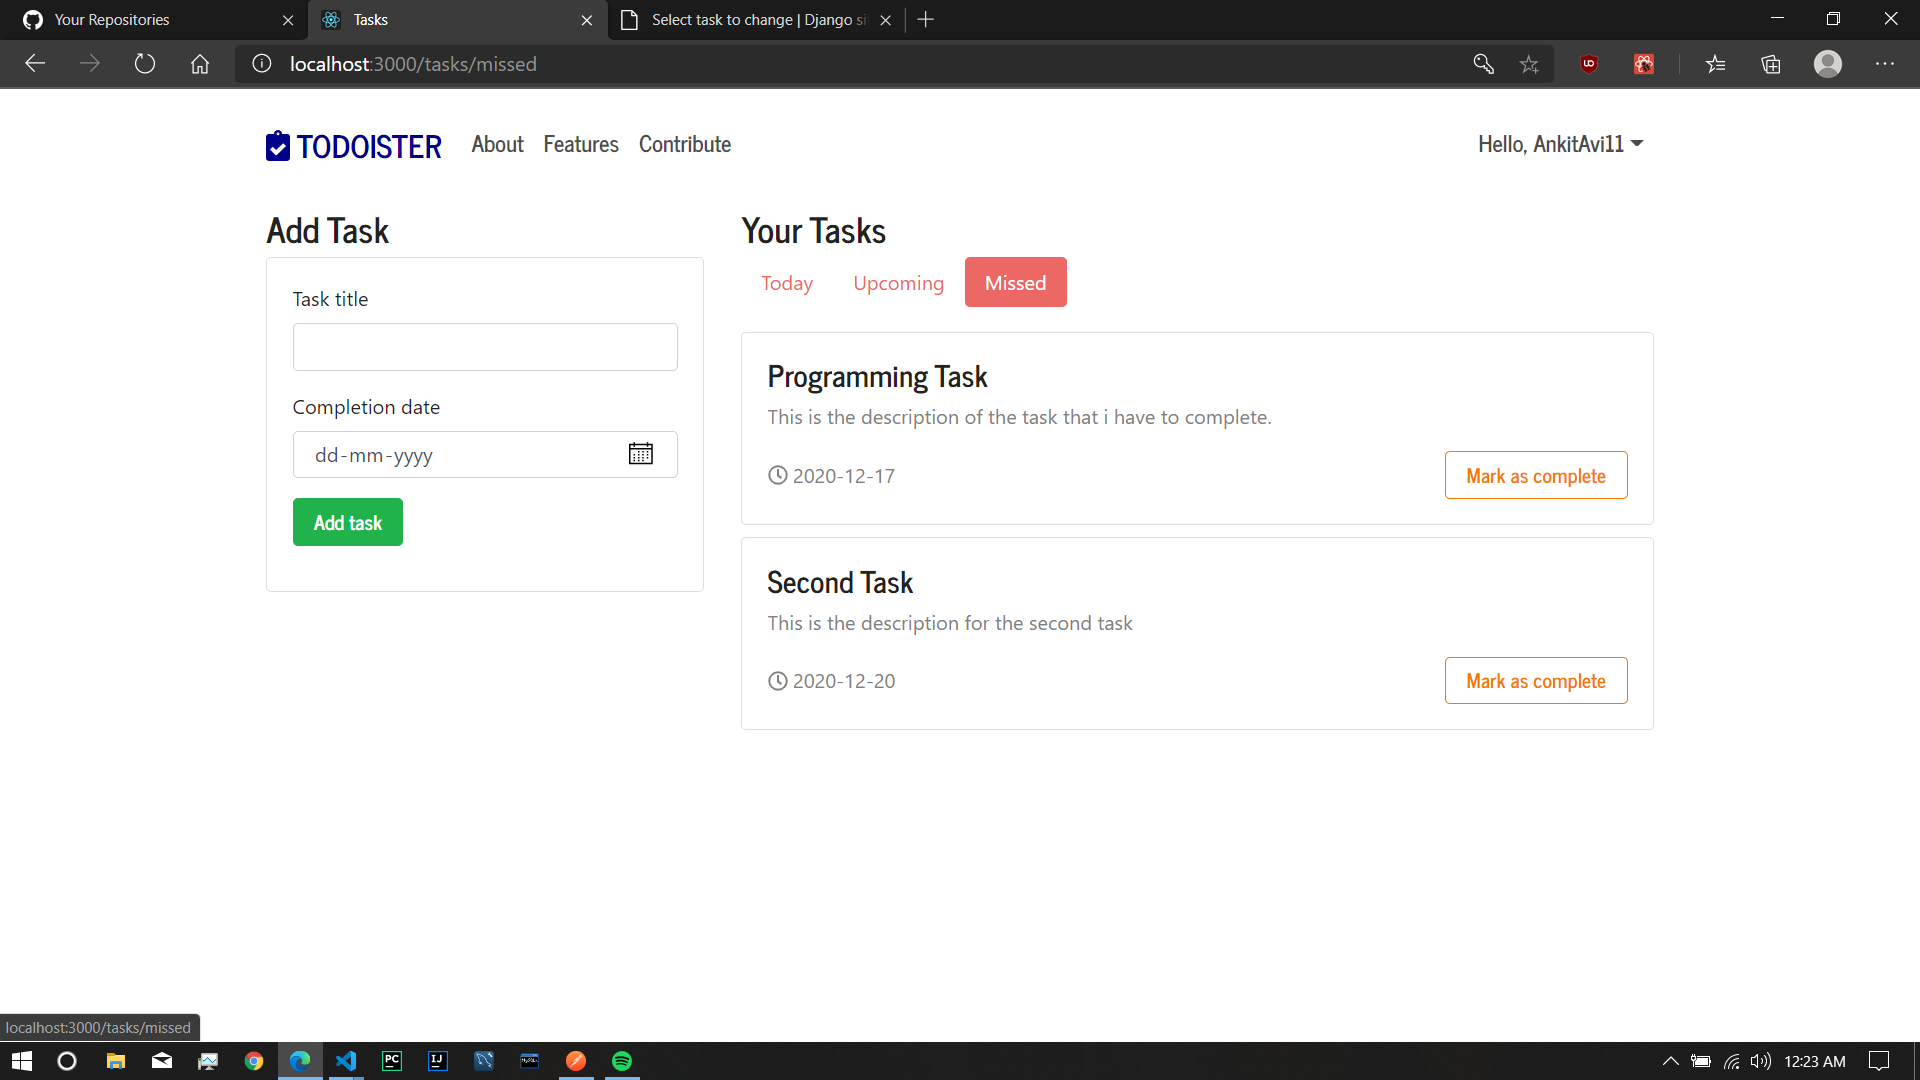 Your Repositories
Tasks
Select task to change | Django si
localhost:3000/tasks/missed
TODOISTER
About
Features
Contribute
Hello, AnkitAvi11
Add Task
Your Tasks
Today
Upcoming
Missed
Task title
Completion date
dd-mm-yyyy
Add task
Programming Task
This is the description of the task that i have to complete.
2020-12-17
Mark as complete
Second Task
This is the description for the second task
2020-12-20
Mark as complete
localhost:3000/tasks/missed
PC
IJ
12:23 AM